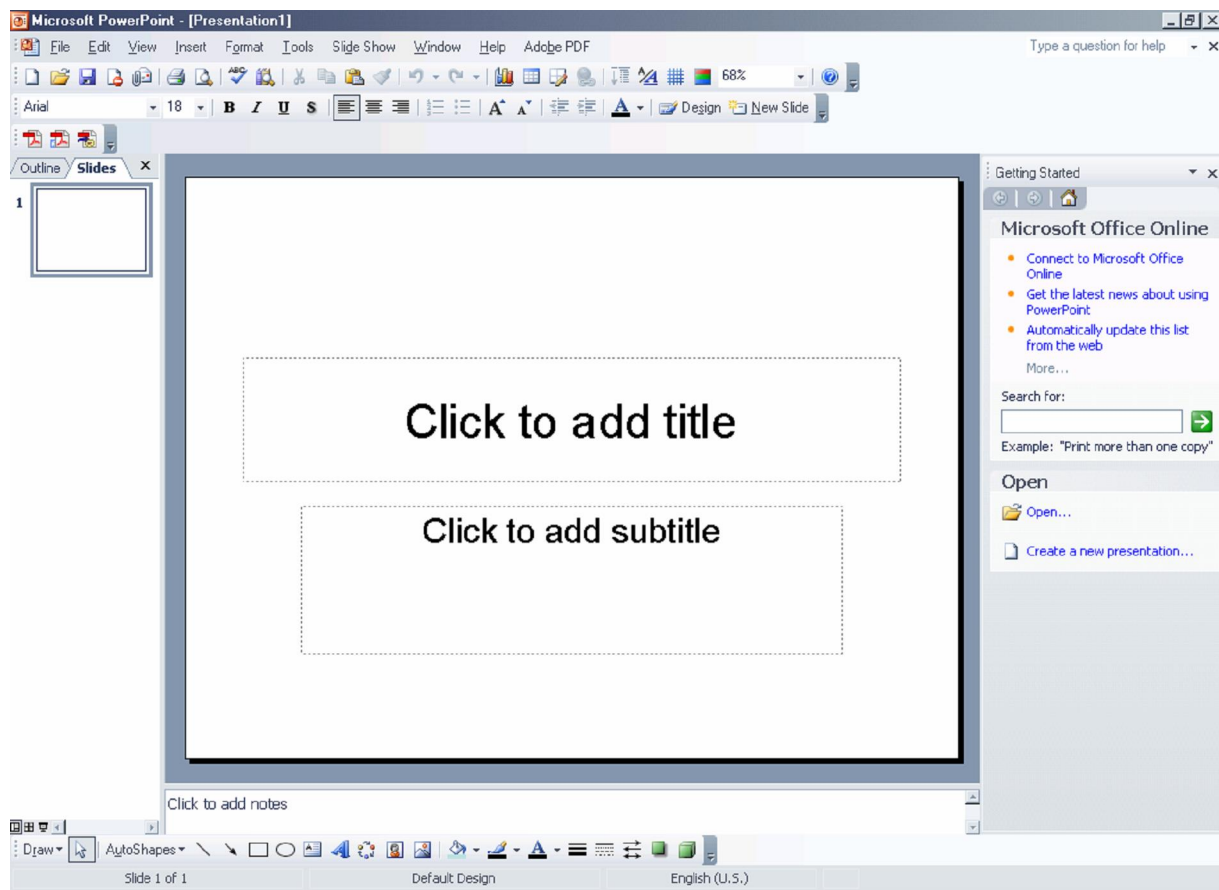 Microsoft PowerPoint - [Presentation1]
File Edit View Insert Format Tools Slide Show Window Help Adobe PDF Type a question for help
68%
Arial 18 B I U S A A A Design New Slide
Outline Slides
Getting Started
1
Microsoft Office Online
Connect to Microsoft Office
Online
Get the latest news about using
PowerPoint
Automatically update this list
from the web
More...
Search for:
Example: "Print more than one copy"
Open
Open...
Create a new presentation...
Click to add title
Click to add subtitle
Click to add notes
Draw AutoShapes A
Slide 1 of 1 Default Design English (U.S.)